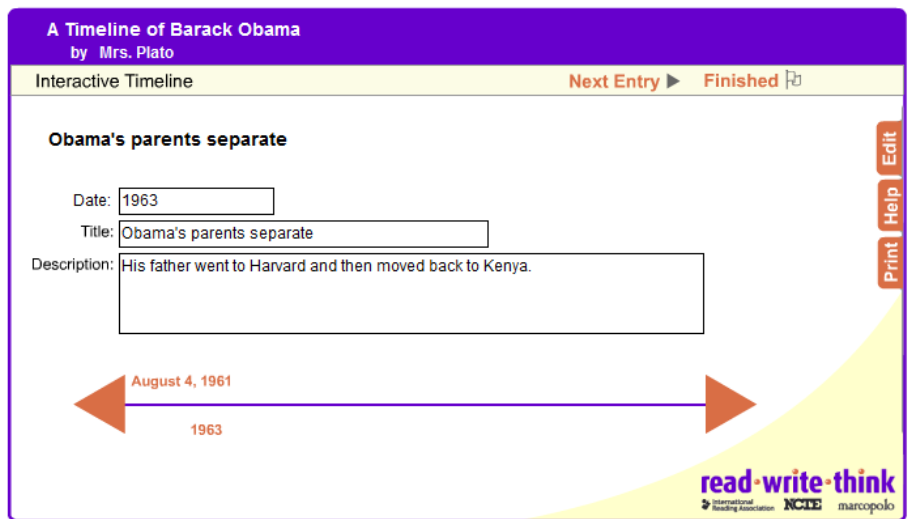 A Timeline of Barack Obama
by Mrs. Plato
Interactive Timeline
Next Entry
Finished
Obama's parents separate
Date: 1963
Title: Obama's parents separate
Description: His father went to Harvard and then moved back to Kenya.
Edit
Help
Print
August 4, 1961
1963
read·write·think
International
Reading Association
NCTE
marcopolo